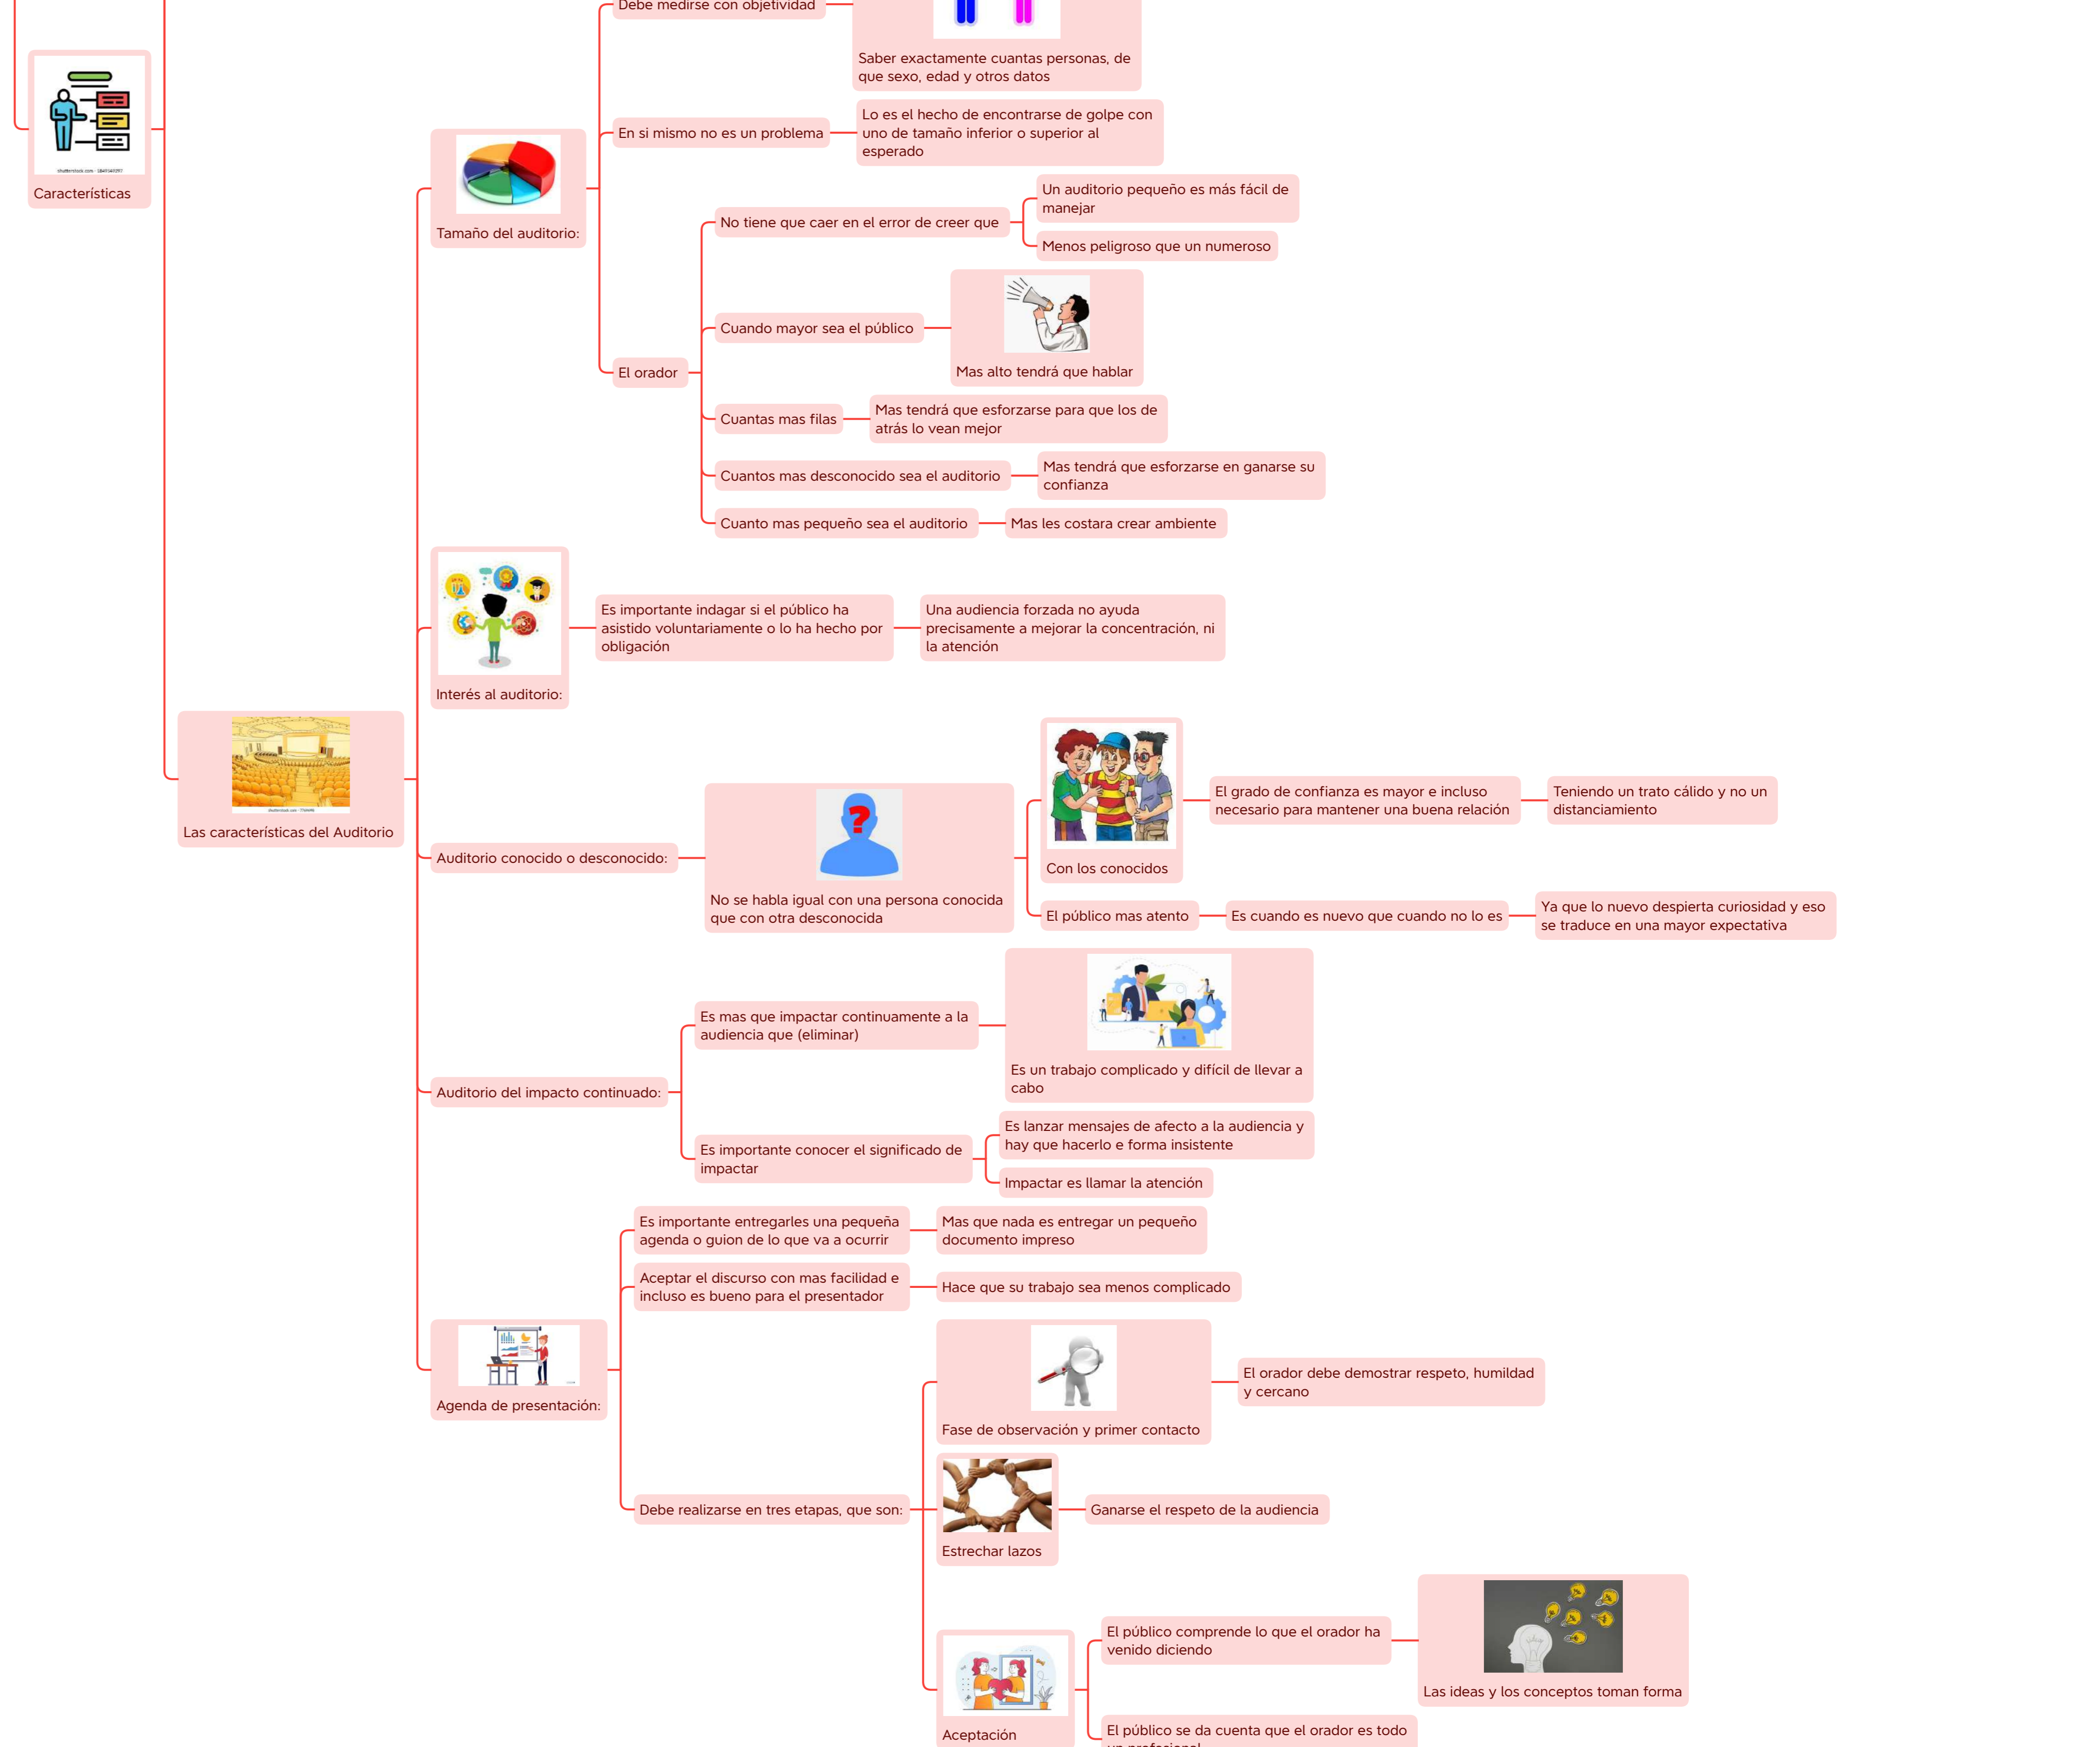 Debe medirse con objetividad
Saber exactamente cuantas personas, de
que sexo, edad y otros datos
Características
Tamaño del auditorio:
En si mismo no es un problema
Lo es el hecho de encontrarse de golpe con
uno de tamaño inferior o superior al
esperado
El orador
No tiene que caer en el error de creer que
Un auditorio pequeño es más fácil de
manejar
Menos peligroso que un numeroso
Cuando mayor sea el público
Mas alto tendrá que hablar
Cuantas mas filas
Mas tendrá que esforzarse para que los de
atrás lo vean mejor
Cuantos mas desconocido sea el auditorio
Mas tendrá que esforzarse en ganarse su
confianza
Cuanto mas pequeño sea el auditorio
Mas les costara crear ambiente
Interés al auditorio:
Es importante indagar si el público ha
asistido voluntariamente o lo ha hecho por
obligación
Una audiencia forzada no ayuda
precisamente a mejorar la concentración, ni
la atención
Las características del Auditorio
Auditorio conocido o desconocido:
No se habla igual con una persona conocida
que con otra desconocida
Con los conocidos
El grado de confianza es mayor e incluso
necesario para mantener una buena relación
Teniendo un trato cálido y no un
distanciamiento
El público mas atento
Es cuando es nuevo que cuando no lo es
Ya que lo nuevo despierta curiosidad y eso
se traduce en una mayor expectativa
Auditorio del impacto continuado:
Es mas que impactar continuamente a la
audiencia que (eliminar)
Es un trabajo complicado y difícil de llevar a
cabo
Es importante conocer el significado de
impactar
Es lanzar mensajes de afecto a la audiencia y
hay que hacerlo e forma insistente
Impactar es llamar la atención
Agenda de presentación:
Es importante entregarles una pequeña
agenda o guion de lo que va a ocurrir
Mas que nada es entregar un pequeño
documento impreso
Aceptar el discurso con mas facilidad e
incluso es bueno para el presentador
Hace que su trabajo sea menos complicado
Debe realizarse en tres etapas, que son:
Fase de observación y primer contacto
El orador debe demostrar respeto, humildad
y cercano
Estrechar lazos
Ganarse el respeto de la audiencia
Aceptación
El público comprende lo que el orador ha
venido diciendo
Las ideas y los conceptos toman forma
El público se da cuenta que el orador es todo